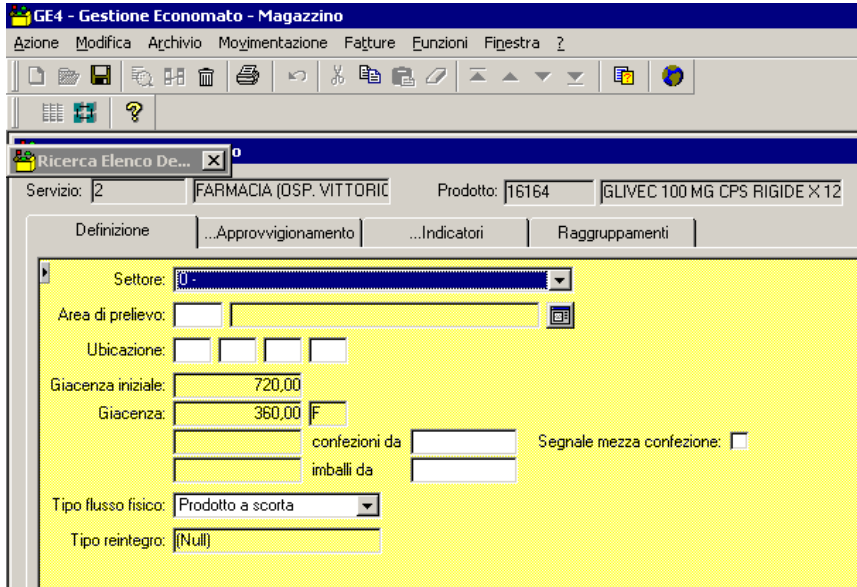 GE4 - Gestione Economato - Magazzino
Azione Modifica Archivio Movimentazione Fatture Funzioni Finestra ?
Ricerca Elenco De... o
Servizio: 2 FARMACIA (OSP. VITTORIO Prodotto: 16164 GLIVEC 100 MG CPS RIGIDE X 12
Definizione ...Approvvigionamento ...Indicatori Raggruppamenti
Settore: 0 -
Area di prelievo:
Ubicazione:
Giacenza iniziale: 720,00
Giacenza: 360,00 F
confezioni da Segnale mezza confezione:
imballi da
Tipo flusso fisico: Prodotto a scorta
Tipo reintegro: (Null)